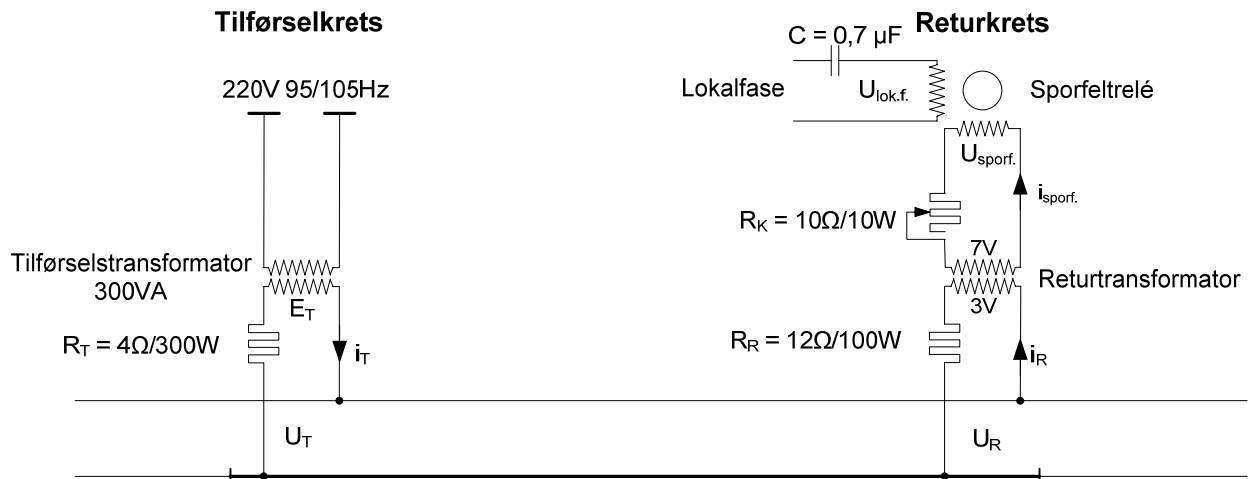 Tilførselkrets
Returkrets
220V 95/105Hz
C = 0,7 µF
Lokalfase
Ulok.f.
Sporfeltrelé
Usporf.
isporf.
RK = 10Ω/10W
Tilførselstransformator
300VA
ET
7V
3V
Returtransformator
RT = 4Ω/300W
iT
RR = 12Ω/100W
iR
UT
UR